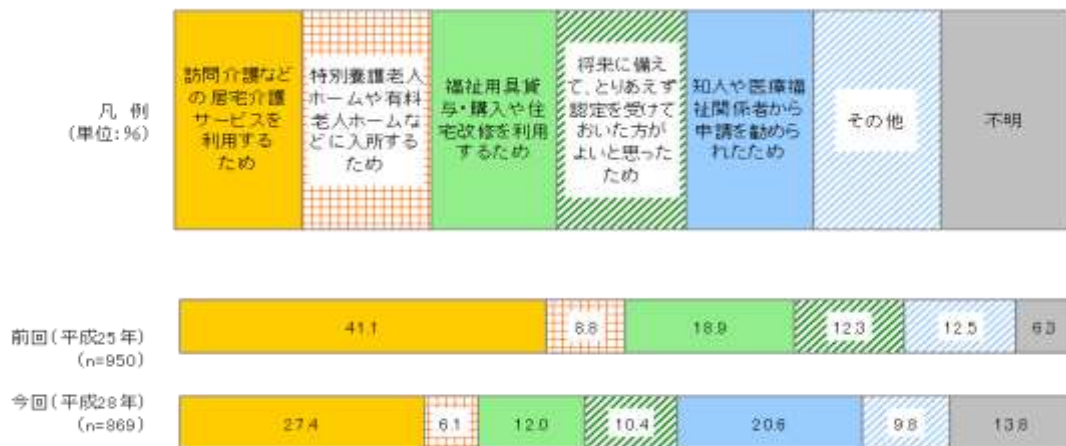 凡 例
(単位:%)
訪問介護など
の居宅介護
サービスを
利用する
ため
特別養護老人
ホームや有料
老人ホームな
どに入所する
ため
福祉用具貸
与・購入や住
宅改修を利用
するため
将来に備え
て、とりあえず
認定を受けて
おいた方が
よいと思った
ため
知人や医療福
祉関係者から
申請を勧めら
れたため
その他
不明
前回(平成25年)
(n=950)
41.1
8.8
18.9
12.3
12.5
6.3
今回(平成28年)
(n=869)
27.4
6.1
12.0
10.4
20.6
9.8
13.8